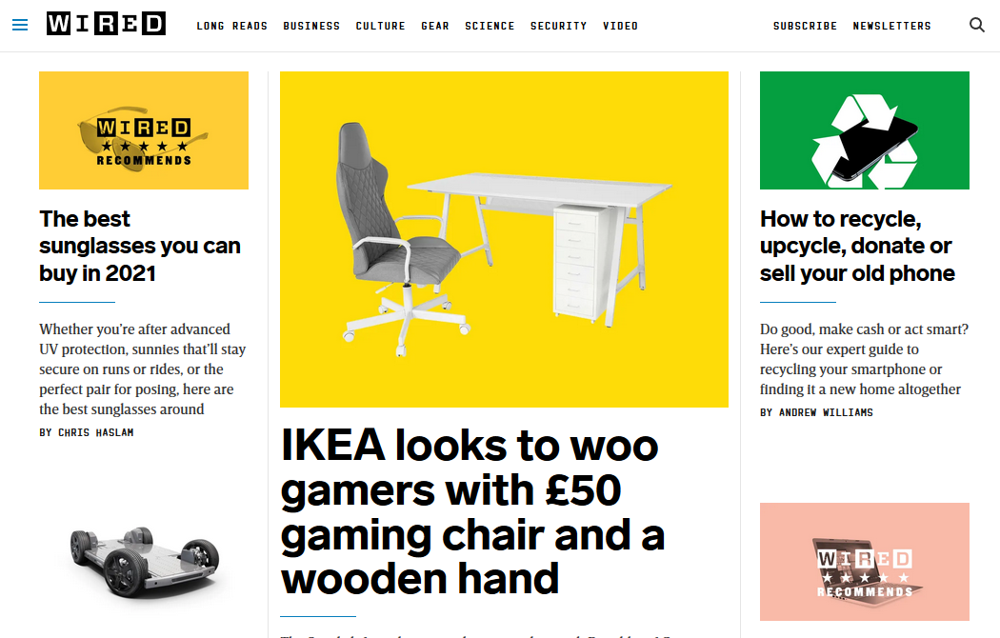 WIRED
LONG READS BUSINESS CULTURE GEAR SCIENCE SECURITY VIDEO
SUBSCRIBE NEWSLETTERS
WIRED
RECOMMENDS
The best
sunglasses you can
buy in 2021
Whether you're after advanced
UV protection, sunnies that'll stay
secure on runs or rides, or the
perfect pair for posing, here are
the best sunglasses around
BY CHRIS HASLAM
IKEA looks to woo
gamers with £50
gaming chair and a
wooden hand
How to recycle,
upcycle, donate or
sell your old phone
Do good, make cash or act smart?
Here's our expert guide to
recycling your smartphone or
finding it a new home altogether
BY ANDREW WILLIAMS
WIRED
RECOMMENDS